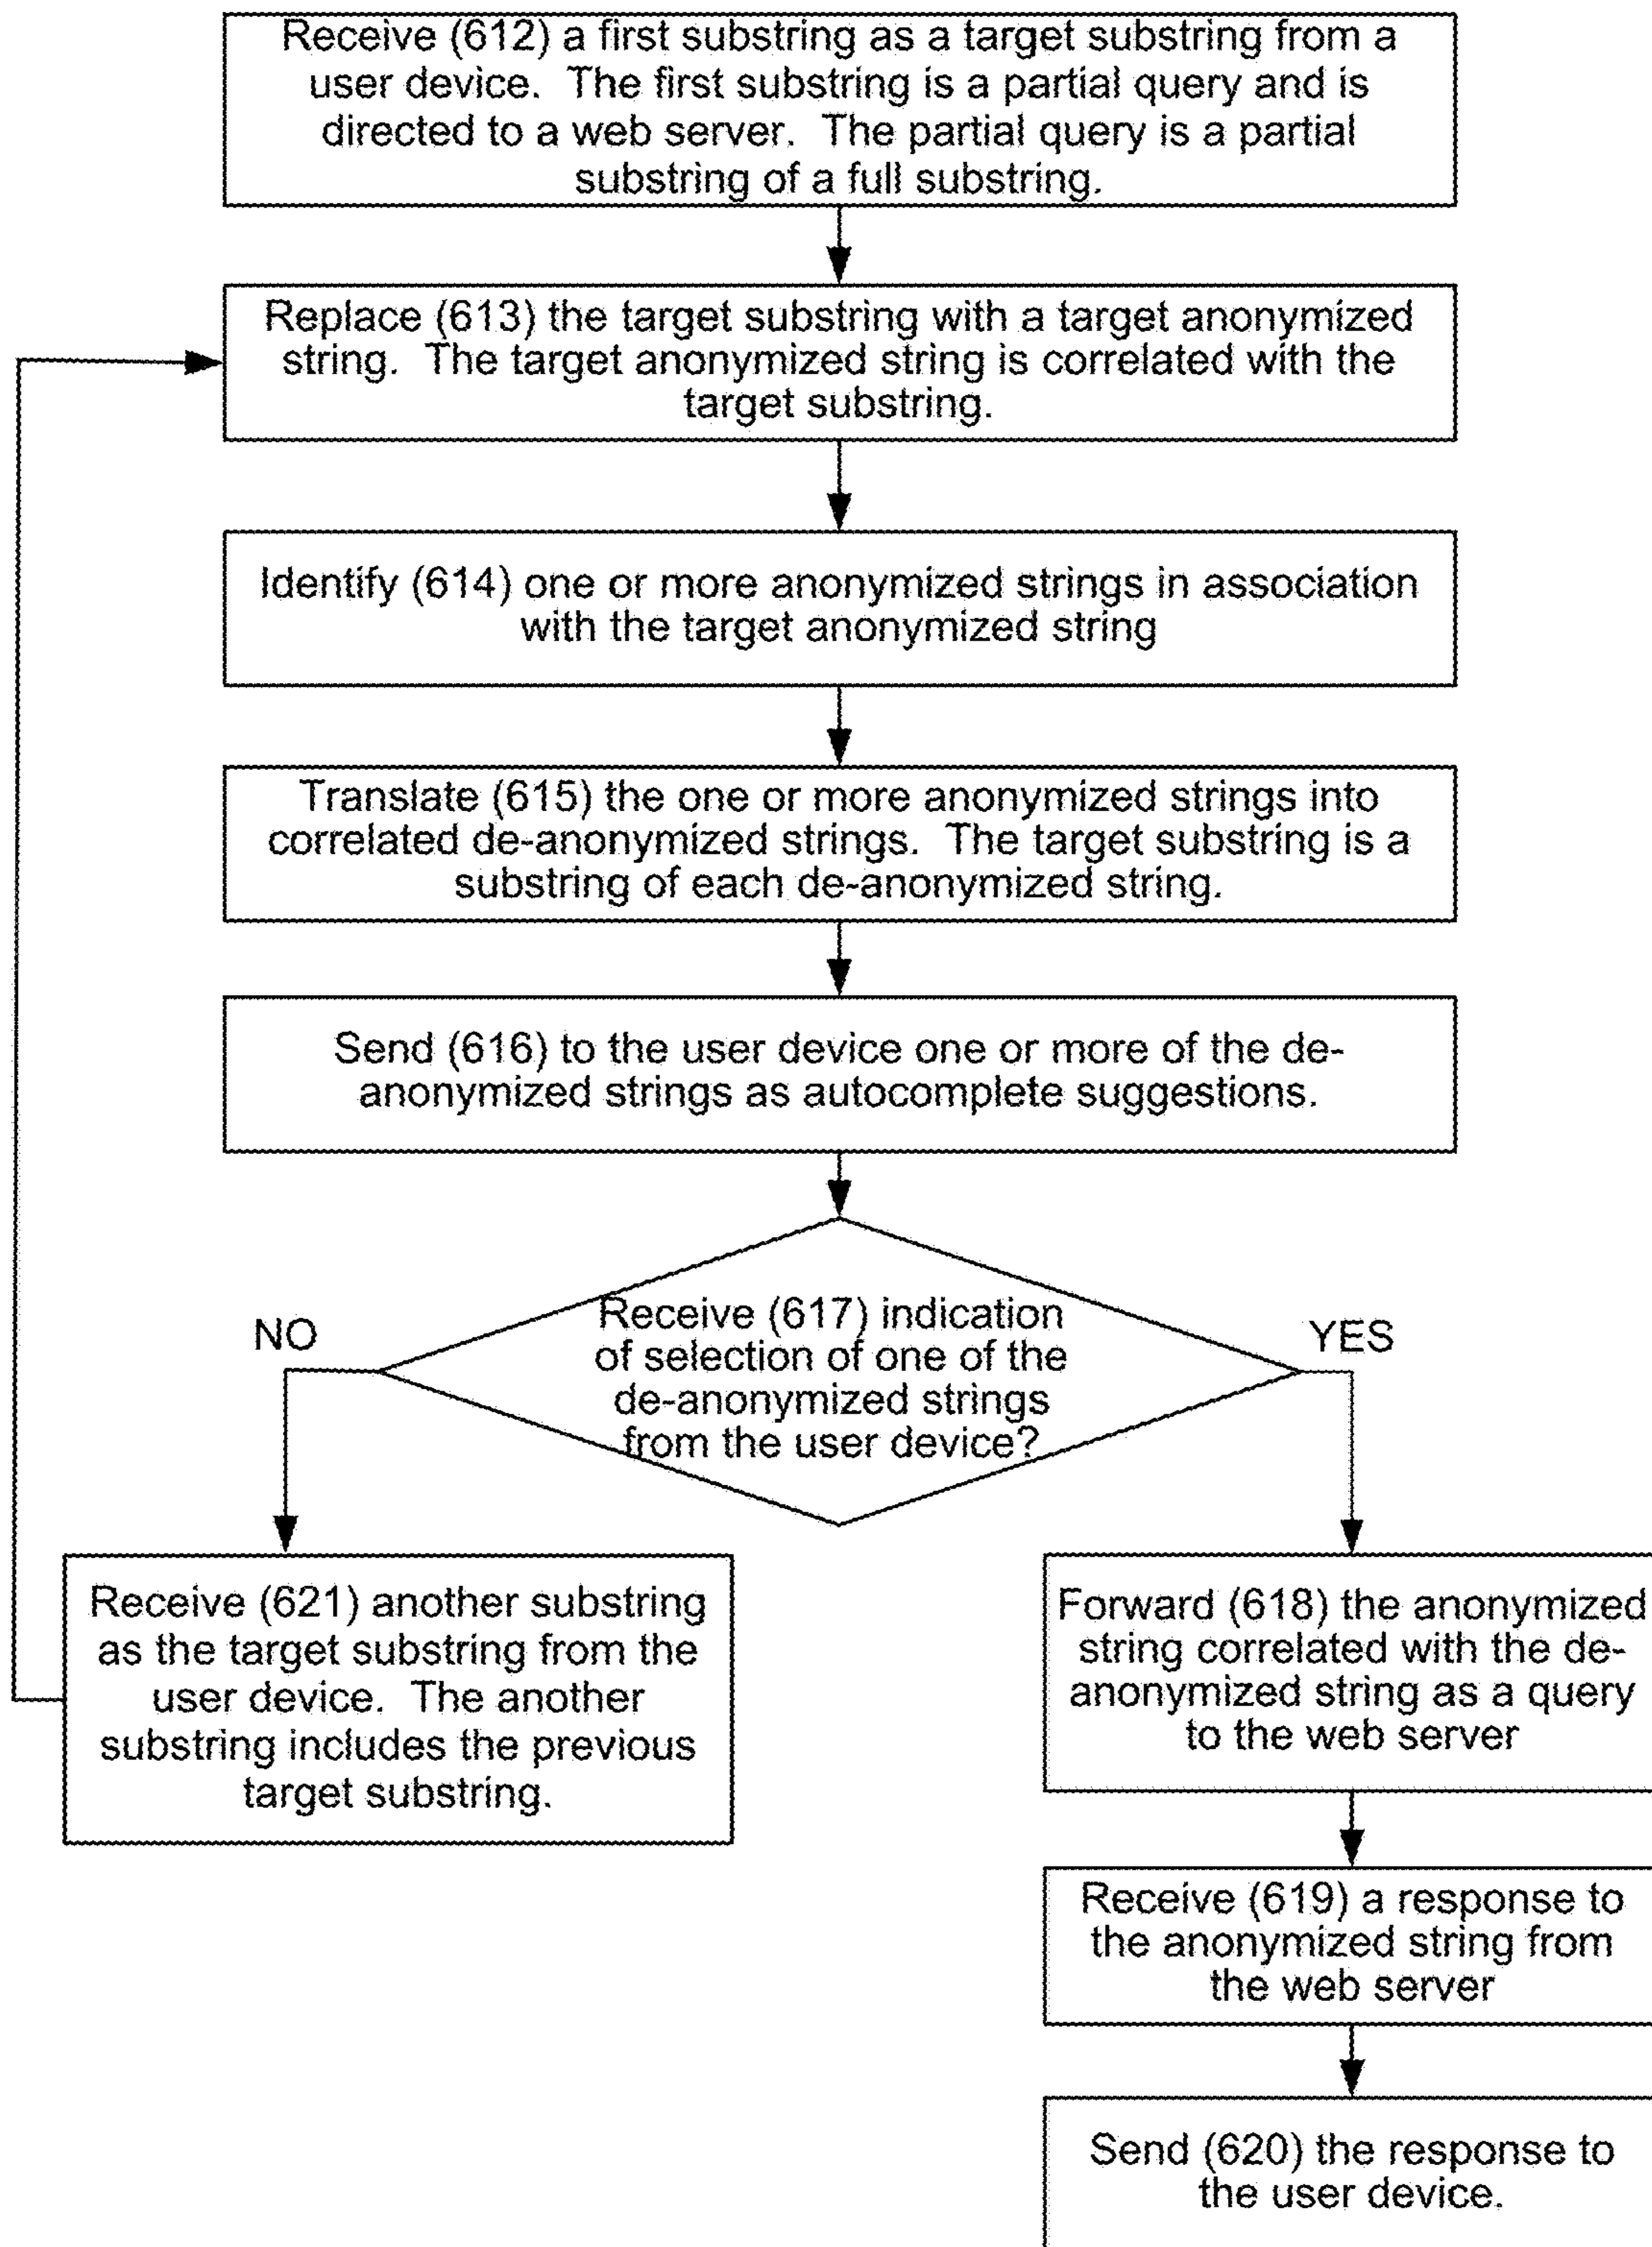 Receive (612) a first substring as a target substring from a
user device. The first substring is a partial query and is
directed to a web server. The partial query is a partial
substring of a full substring.
Replace (613) the target substring with a target anonymized
string. The target anonymized string is correlated with the
target substring.
Identify (614) one or more anonymized strings in association
with the target anonymized string
Translate (615) the one or more anonymized strings into
correlated de-anonymized strings. The target substring is a
substring of each de-anonymized string.
Send (616) to the user device one or more of the de-
anonymized strings as autocomplete suggestions.
Receive (617) indication
of selection of one of the
de-anonymized strings
from the user device?
NO
YES
Receive (621) another substring
as the target substring from the
user device. The another
substring includes the previous
target substring.
Forward (618) the anonymized
string correlated with the de-
anonymized string as a query
to the web server
Receive (619) a response to
the anonymized string from
the web server
Send (620) the response to
the user device.